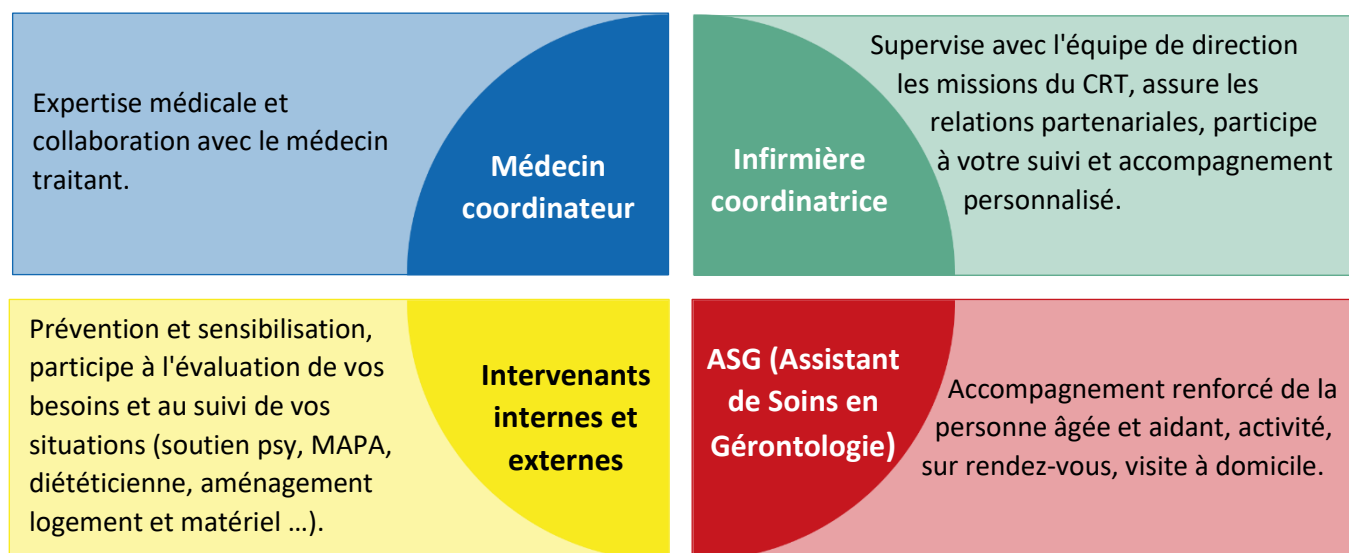 Expertise médicale et
collaboration avec le médecin
traitant.
Médecin
coordinateur
Supervise avec l'équipe de direction
les missions du CRT, assure les
relations partenariales, participe
à votre suivi et accompagnement
personnalisé.
Infirmière
coordinatrice
Prévention et sensibilisation,
participe à l'évaluation de vos
besoins et au suivi de vos
situations (soutien psy, MAPA,
diététicienne, aménagement
logement et matériel ...).
Intervenants
internes et
externes
ASG (Assistant
de Soins en
Gérontologie)
Accompagnement renforcé de la
personne âgée et aidant, activité,
sur rendez-vous, visite à domicile.